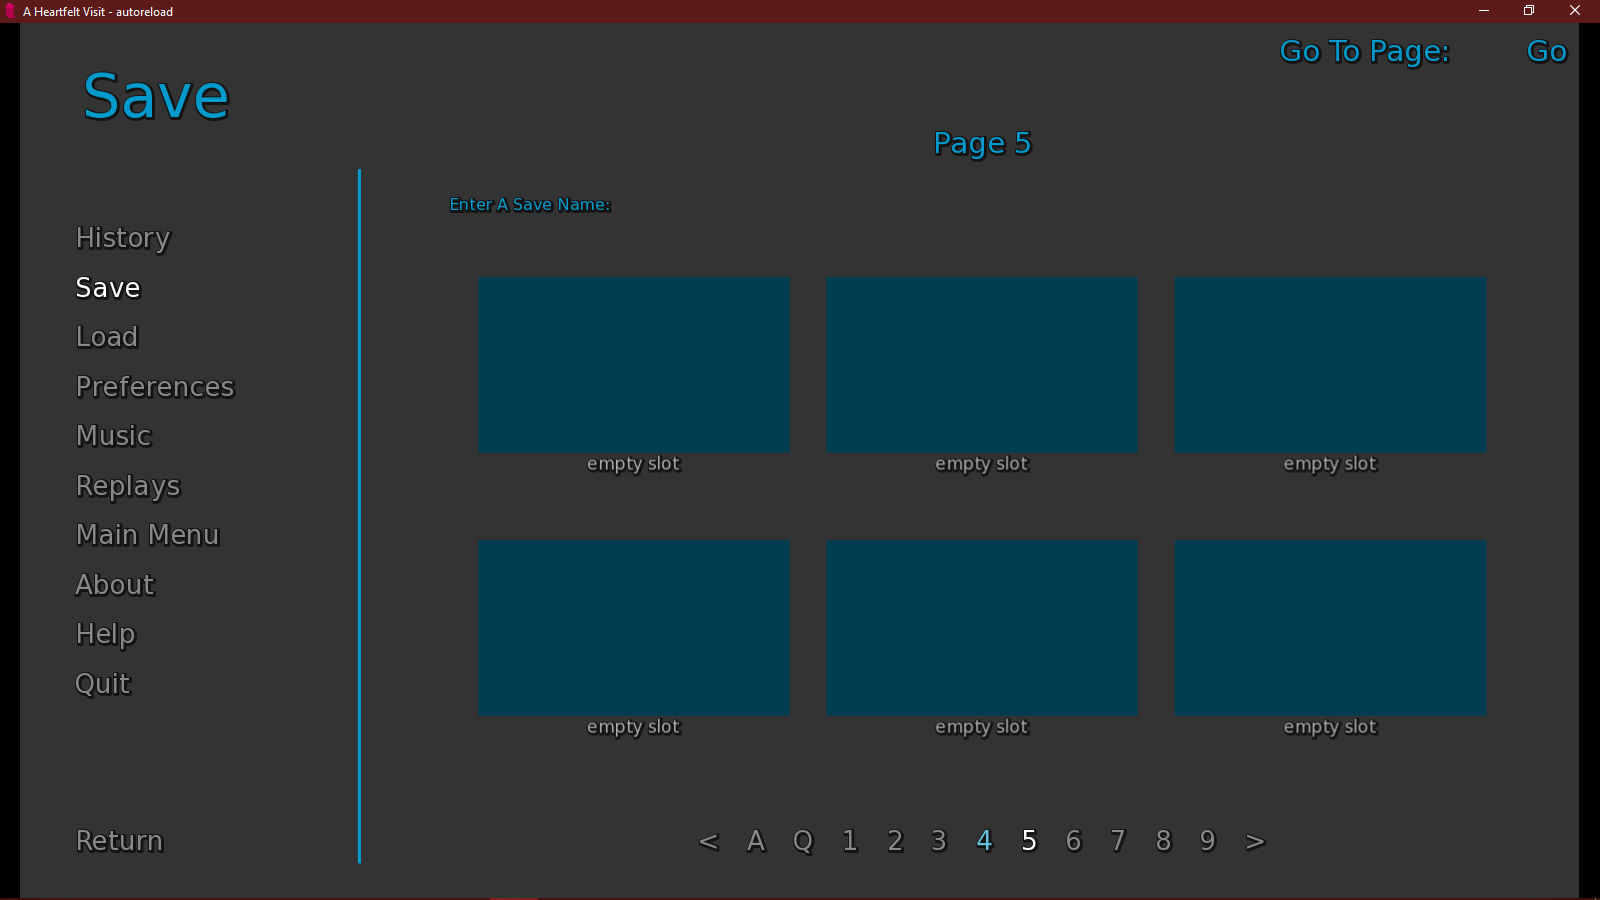 A Heartfelt Visit - autoreload
Go To Page: Go
Save
Page 5
Enter A Save Name:
History
Save
Load
Preferences
Music
Replays
Main Menu
About
Help
Quit
Return
empty slot empty slot empty slot
empty slot empty slot empty slot
< A Q 1 2 3 4 5 6 7 8 9 >